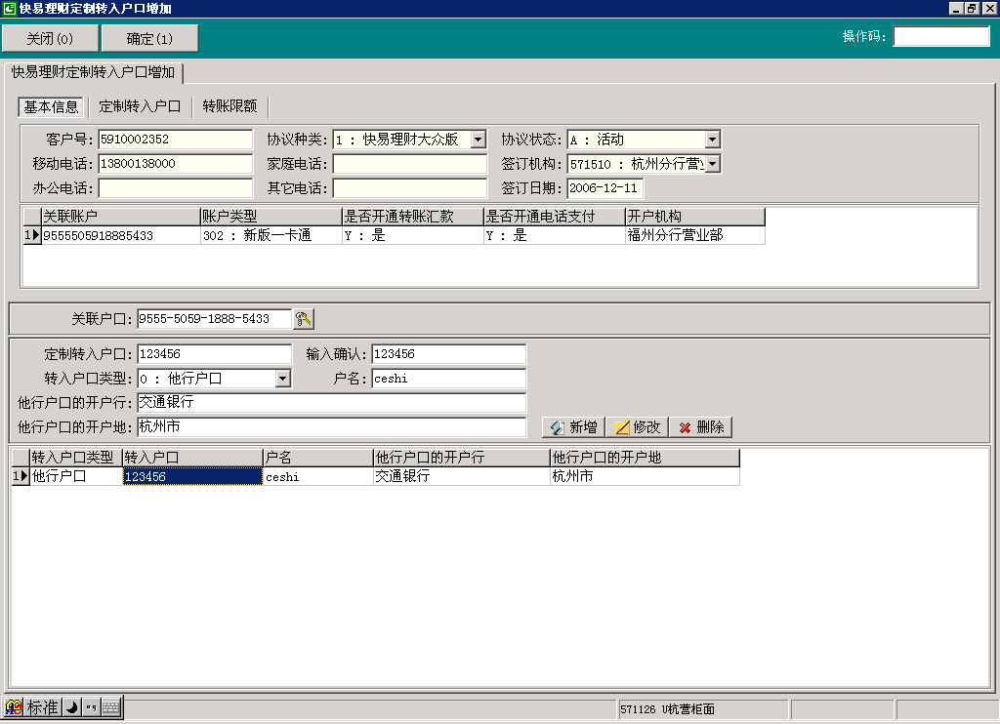 快易理财定制转入户口增加
关闭(0) 确定(1) 操作码:
快易理财定制转入户口增加
基本信息 定制转入户口 转账限额
客户号: 5910002352 协议种类: 1 : 快易理财大众版 协议状态: A : 活动
移动电话: 13800138000 家庭电话: 签订机构: 571510 : 杭州分行营业
办公电话: 其它电话: 签订日期: 2006-12-11
关联账户 账户类型 是否开通转账汇款 是否开通电话支付 开户机构
1 9555505918885433 302 : 新版一卡通 Y : 是 Y : 是 福州分行营业部
关联户口: 9555-5059-1888-5433
定制转入户口: 123456 输入确认: 123456
转入户口类型: 0 : 他行户口 户名: ceshi
他行户口的开户行: 交通银行
他行户口的开户地: 杭州市 新增 修改 删除
转入户口类型 转入户口 户名 他行户口的开户行 他行户口的开户地
1 他行户口 123456 ceshi 交通银行 杭州市
标准 571126 U杭营柜面